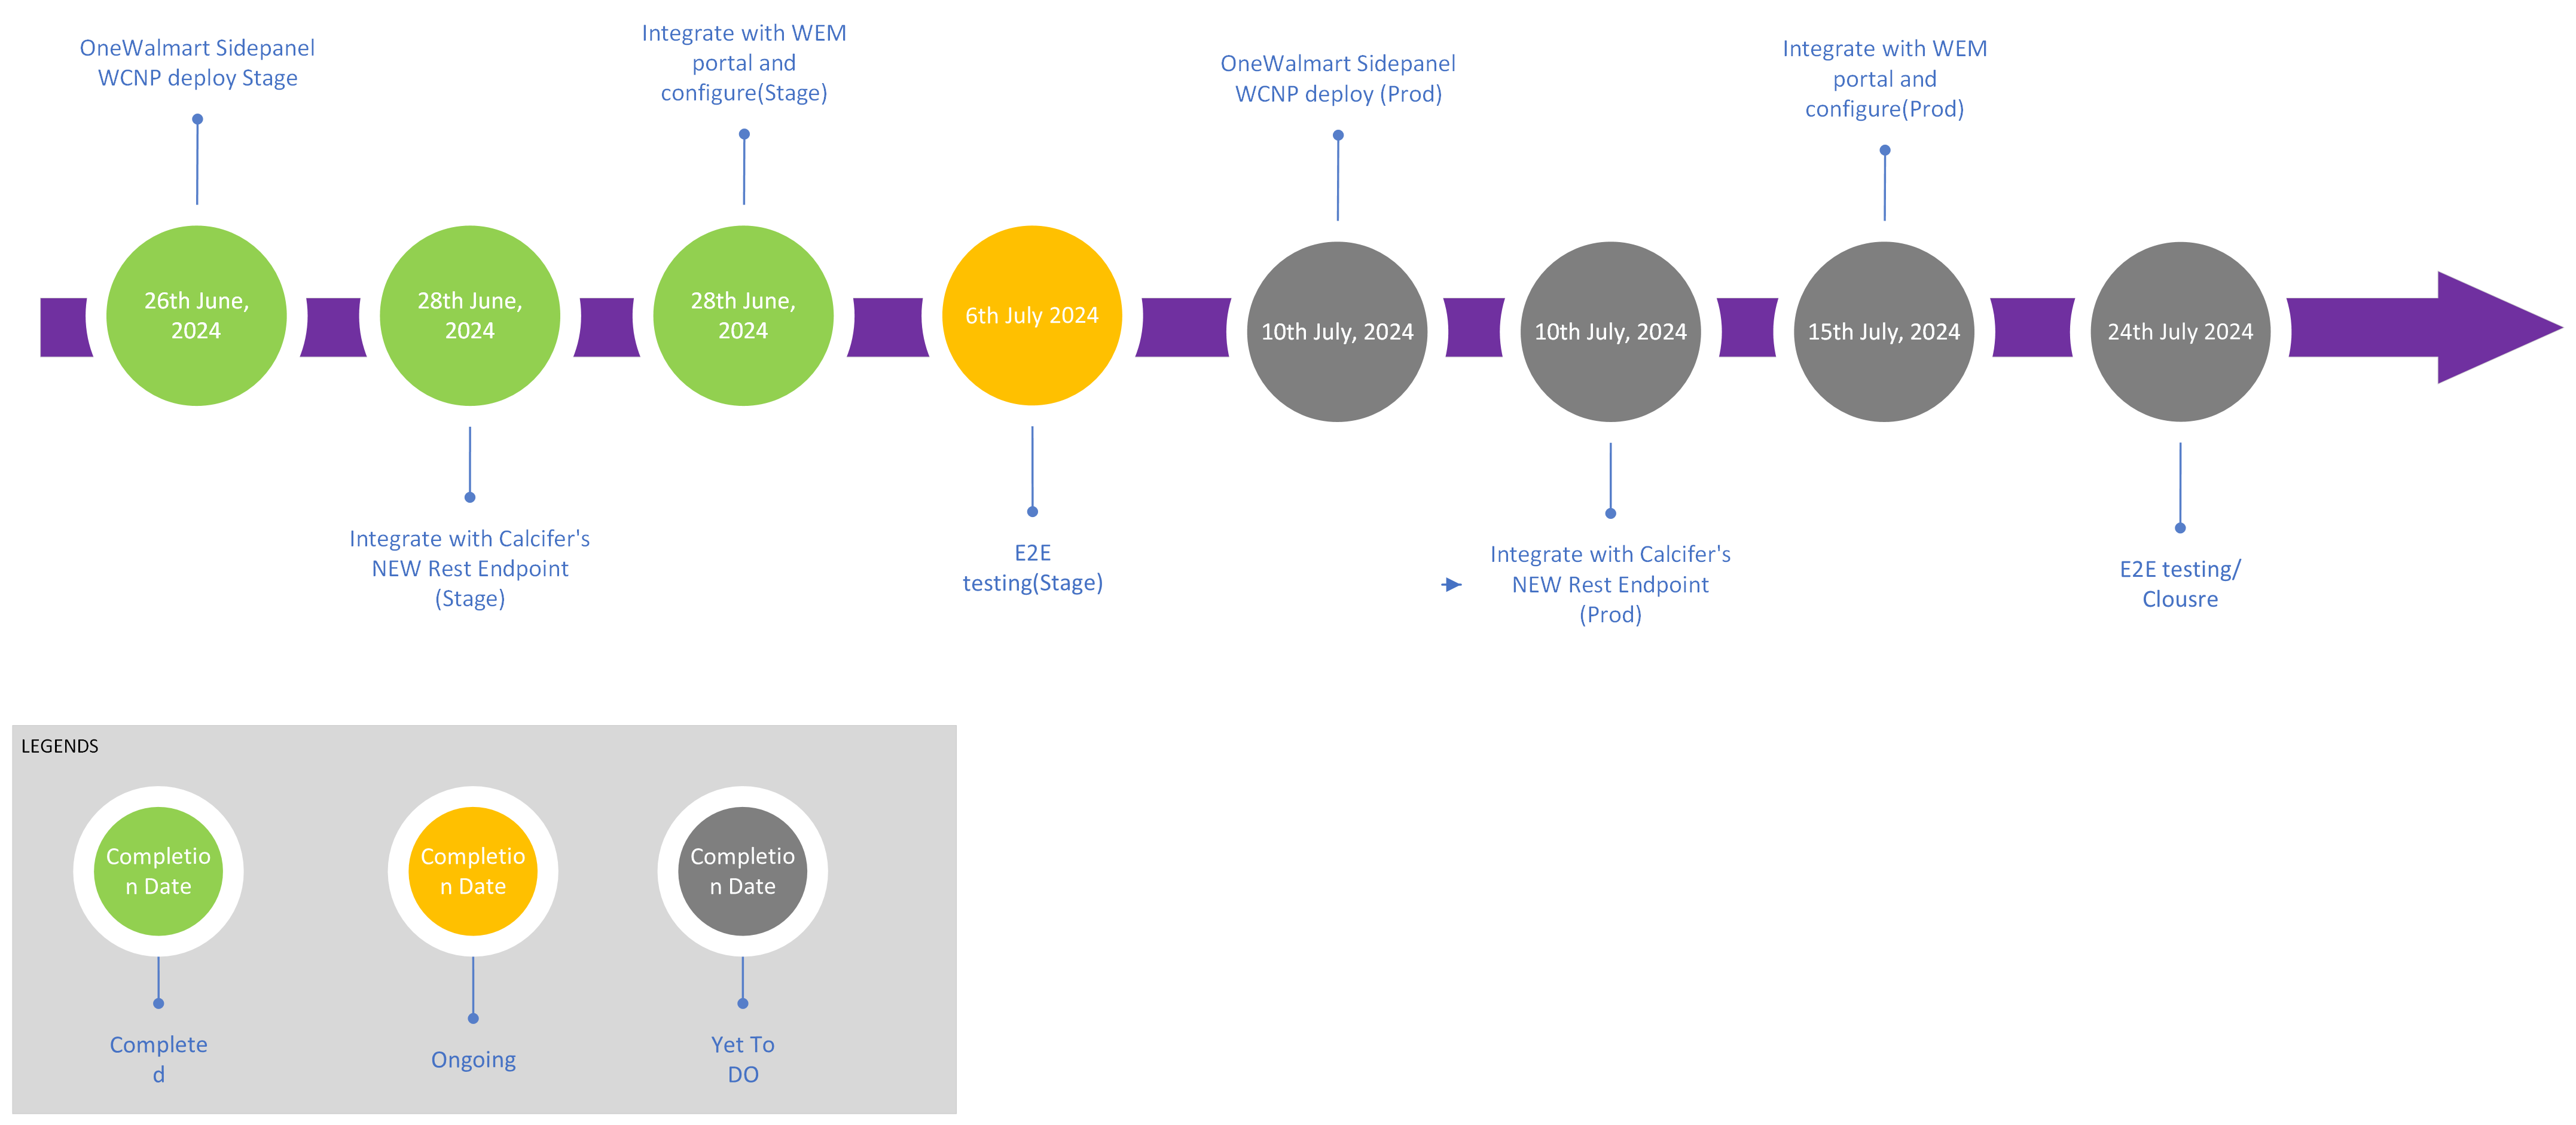 OneWalmart Sidepanel
WCNP deploy Stage
Integrate with WEM
portal and
configure(Stage)
OneWalmart Sidepanel
WCNP deploy (Prod)
Integrate with WEM
portal and
configure(Prod)
26th June,
2024
28th June,
2024
28th June,
2024
6th July 2024
10th July, 2024
10th July, 2024
15th July, 2024
24th July 2024
Integrate with Calcifer's
NEW Rest Endpoint
(Stage)
E2E
testing(Stage)
Integrate with Calcifer's
NEW Rest Endpoint
(Prod)
E2E testing/
Clousre
LEGENDS
Completio
n Date
Completio
n Date
Completio
n Date
Complete
d
Ongoing
Yet To
DO